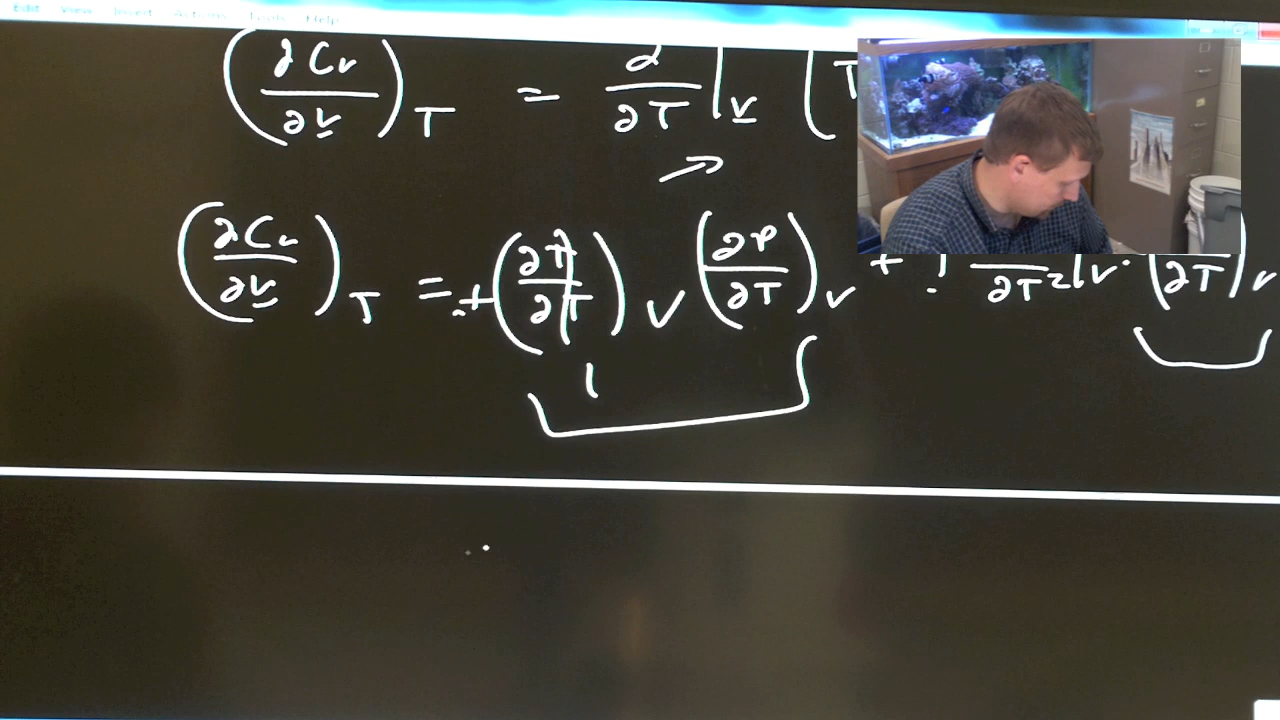 Edit View Insert Actions Tools Help
(∂Cv/∂v)T = ∂/∂T|v [T
(∂Cv/∂v)T = +(∂T/∂T)v (∂P/∂T)v + ∂T²|v · (∂T)v
1